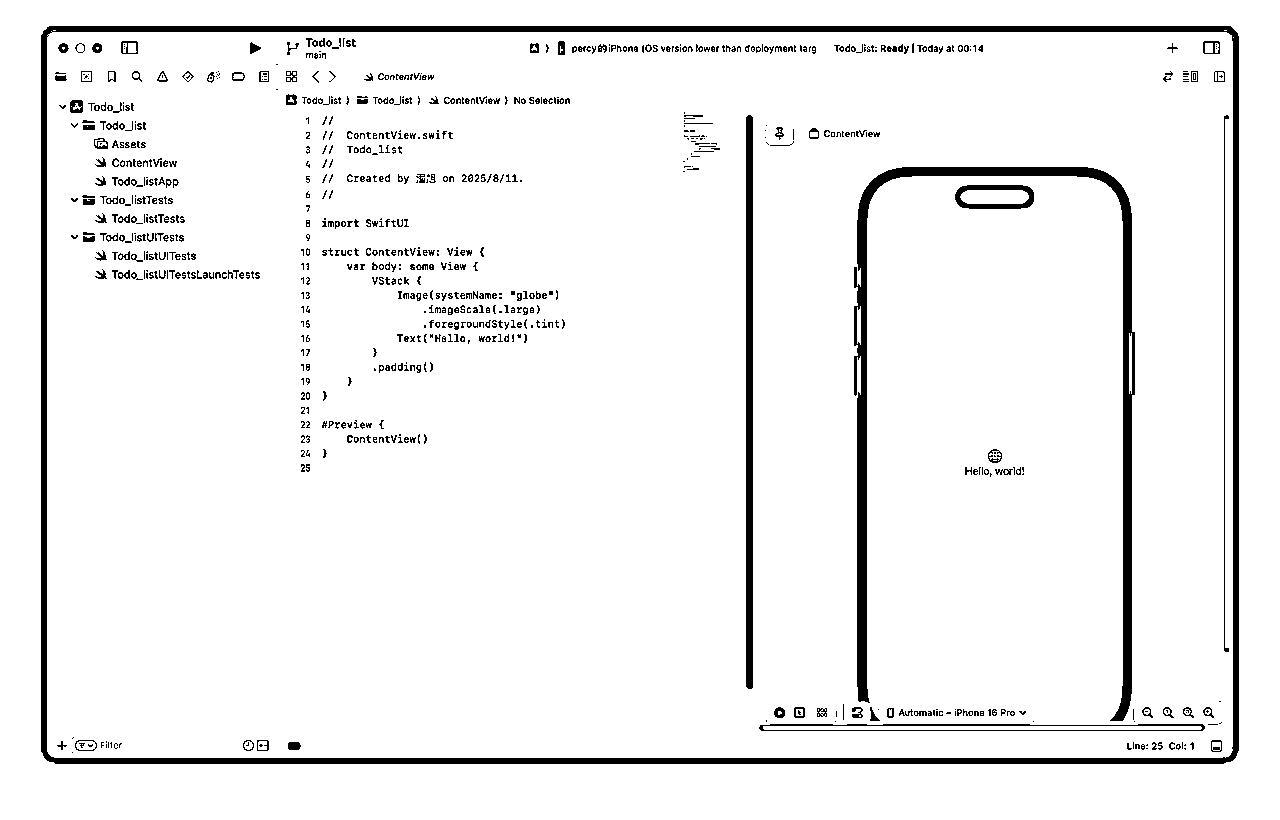 Todo_list
main
percy的iPhone (OS version lower than deployment targ
Todo_list: Ready | Today at 00:14
ContentView
Todo_list
Todo_list
Assets
ContentView
Todo_listApp
Todo_listTests
Todo_listTests
Todo_listUITests
Todo_listUITests
Todo_listUITestsLaunchTests
Todo_list
Todo_list
ContentView
No Selection
1 //
2 //  ContentView.swift
3 //  Todo_list
4 //
5 //  Created by on 2025/8/11.
6 //
7
8 import SwiftUI
9
10 struct ContentView: View {
11     var body: some View {
12         VStack {
13             Image(systemName: "globe")
14                 .imageScale(.large)
15                 .foregroundStyle(.tint)
16             Text("Hello, world!")
17         }
18         .padding()
19     }
20 }
21
22 #Preview {
23     ContentView()
24 }
25
ContentView
Hello, world!
Automatic – iPhone 16 Pro
Filter
Line: 25 Col: 1